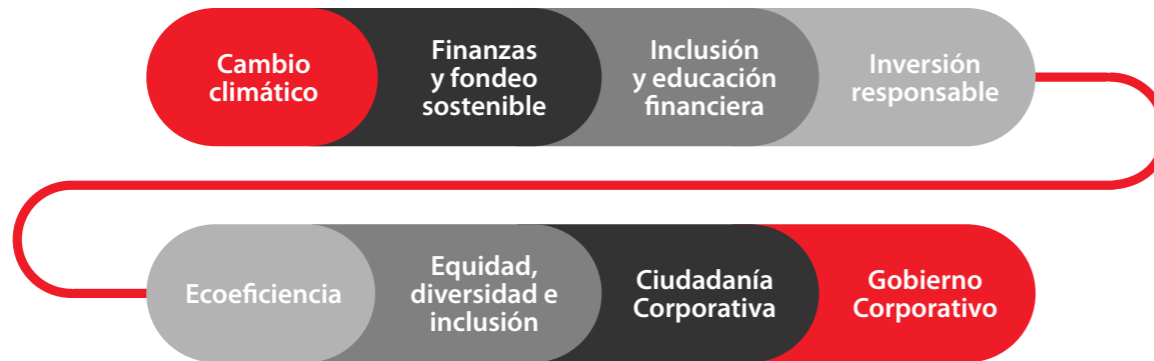 Cambio
climático
Finanzas
y fondeo
sostenible
Inclusión
y educación
financiera
Inversión
responsable
Ecoeficiencia
Equidad,
diversidad e
inclusión
Ciudadanía
Corporativa
Gobierno
Corporativo